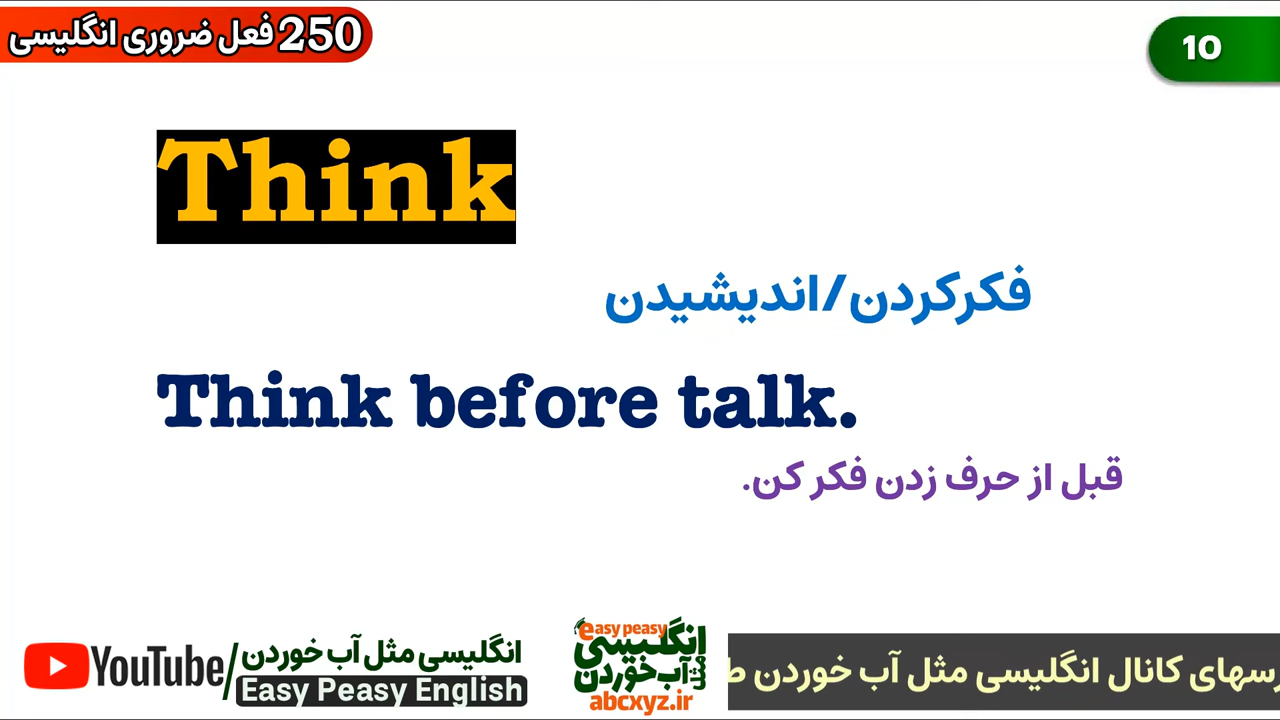 250 فعل ضروری انگلیسی
10
Think
فکرکردن/اندیشیدن
Think before talk.
قبل از حرف زدن فکر کن.
YouTube/انگلیسی مثل آب خوردن
Easy Peasy English
easy peasy
انگلیسی
مثل آب خوردن
abcxyz.ir
کانال انگلیسی مثل آب خوردن